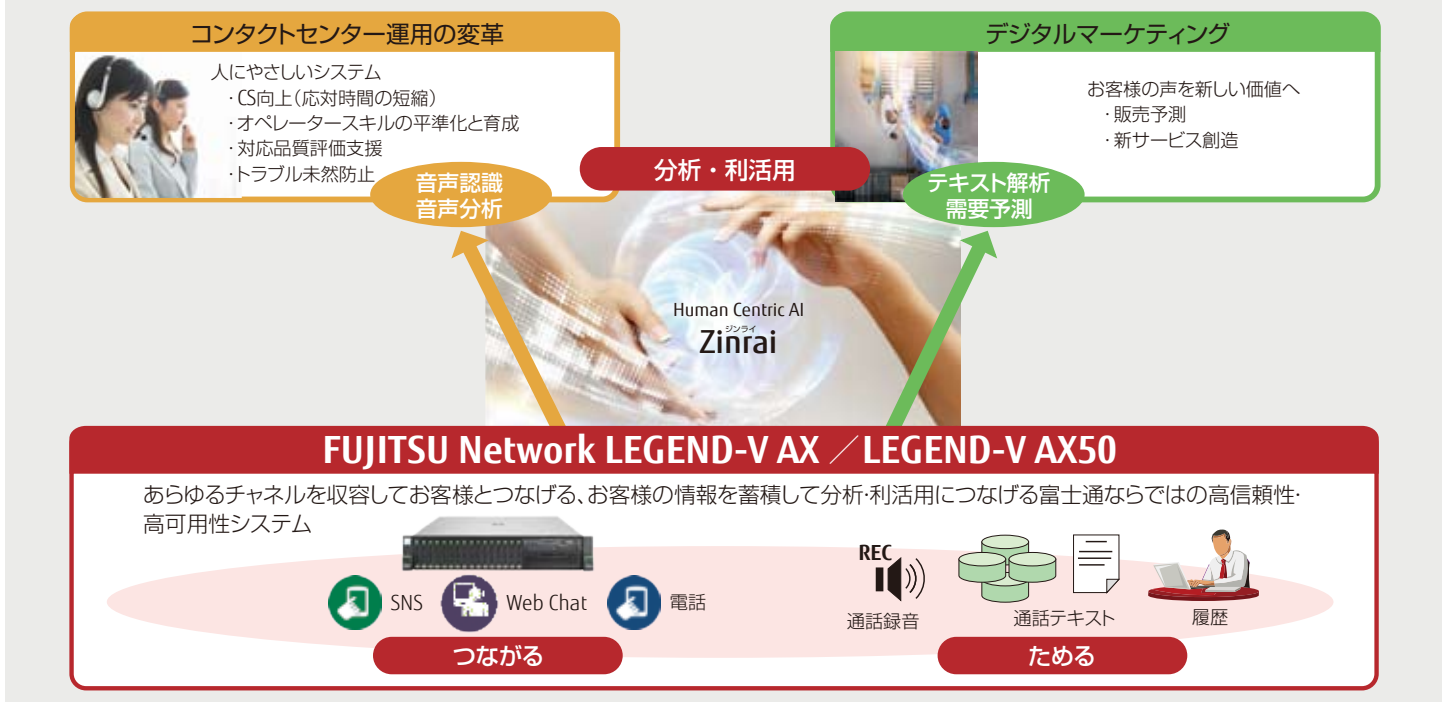 コンタクトセンター運用の変革
人にやさしいシステム
・CS向上（応対時間の短縮）
・オペレータースキルの平準化と育成
・対応品質評価支援
・トラブル未然防止
音声認識
音声分析
分析・利活用
デジタルマーケティング
お客様の声を新しい価値へ
・販売予測
・新サービス創造
テキスト解析
需要予測
Human Centric AI
ジンライ
Zinrai
FUJITSU Network LEGEND-V AX ／LEGEND-V AX50
あらゆるチャネルを収容してお客様とつなげる、お客様の情報を蓄積して分析・利活用につなげる富士通ならではの高信頼性・
高可用性システム
SNS
Web Chat
電話
つながる
REC
通話録音
通話テキスト
履歴
ためる